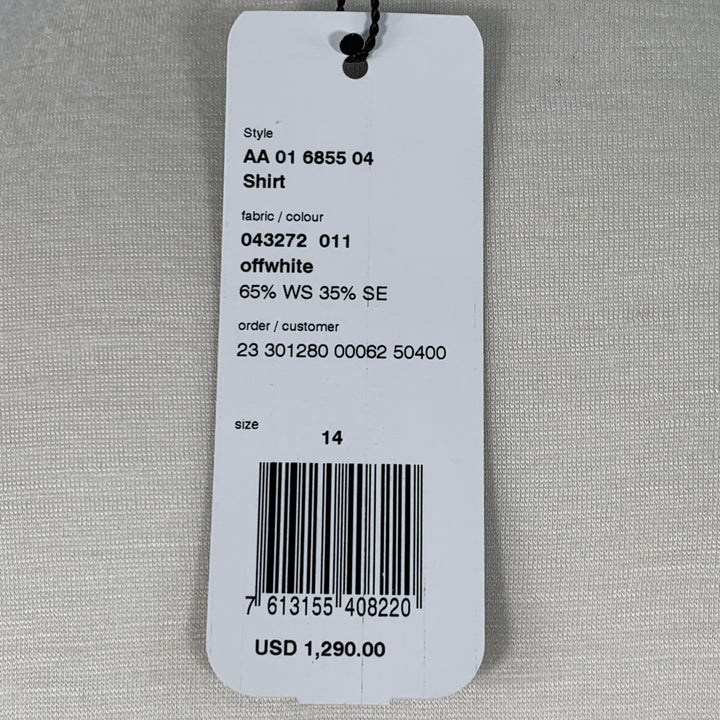 Style
AA 01 6855 04
Shirt
fabric / colour
043272 011
offwhite
65% WS 35% SE
order / customer
23 301280 00062 50400
size
14
7 613155 408220
USD 1,290.00